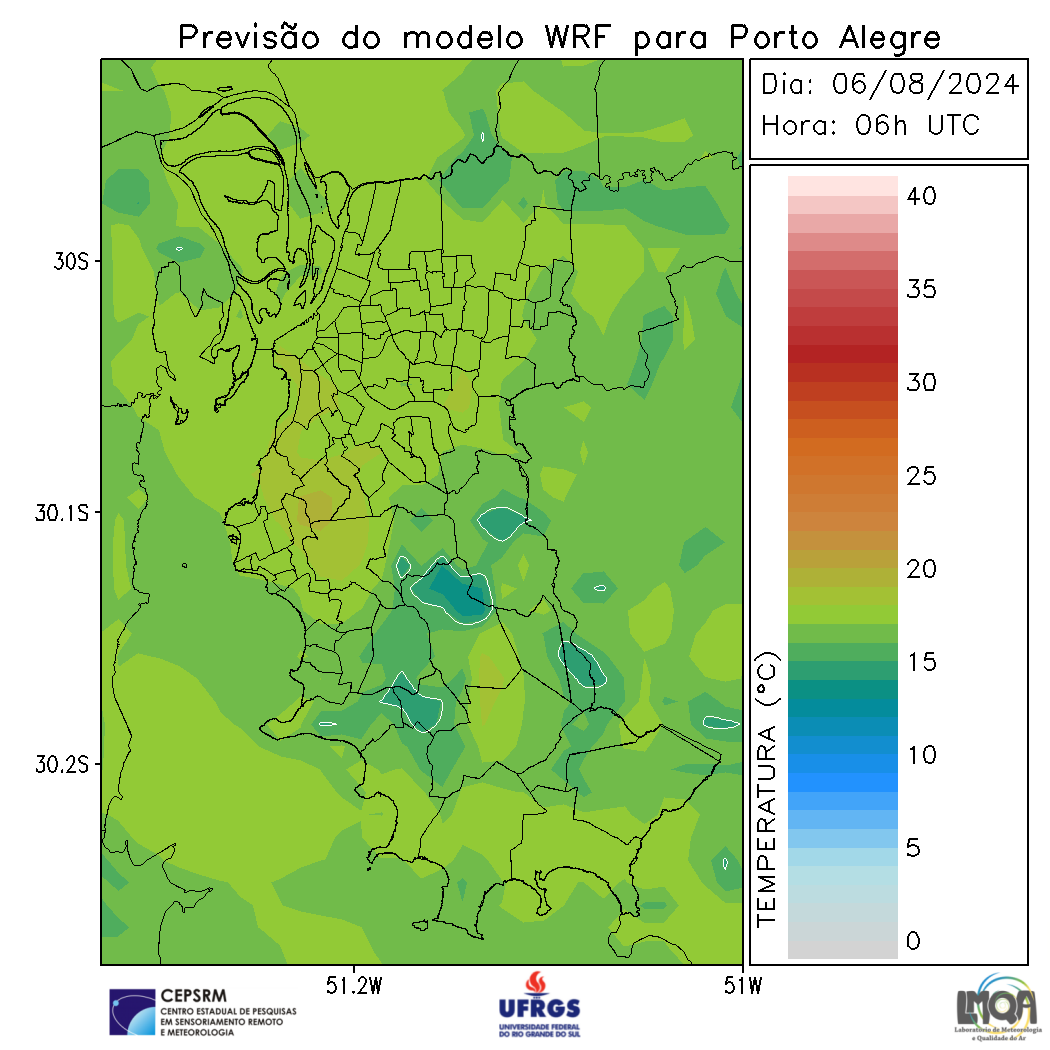 Previsão do modelo WRF para Porto Alegre
Dia: 06/08/2024
Hora: 06h UTC
30S
30.1S
30.2S
51.2W
51W
40
35
30
25
20
15
10
5
0
TEMPERATURA (°C)
CEPSRM
CENTRO ESTADUAL DE PESQUISAS
EM SENSORIAMENTO REMOTO
E METEOROLOGIA
UFRGS
UNIVERSIDADE FEDERAL
DO RIO GRANDE DO SUL
LMQA
Laboratório de Meteorologia
e Qualidade do Ar